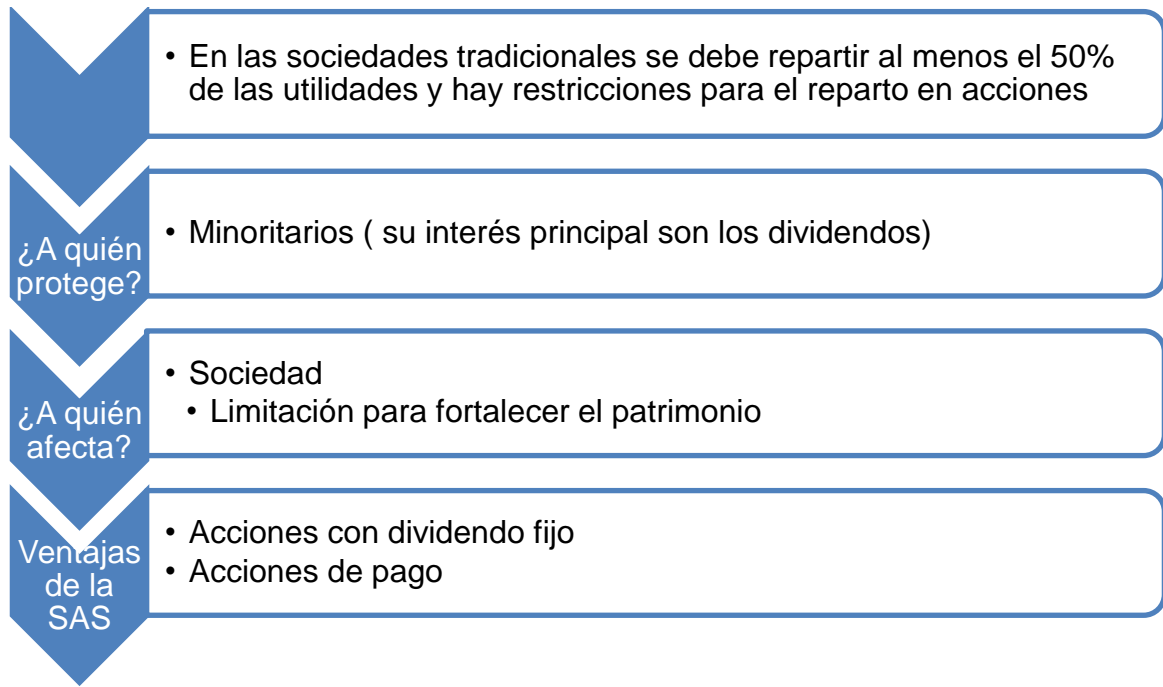 • En las sociedades tradicionales se debe repartir al menos el 50%
de las utilidades y hay restricciones para el reparto en acciones
¿A quién
protege?
• Minoritarios ( su interés principal son los dividendos)
¿A quién
afecta?
• Sociedad
• Limitación para fortalecer el patrimonio
Ventajas
de la
SAS
• Acciones con dividendo fijo
• Acciones de pago